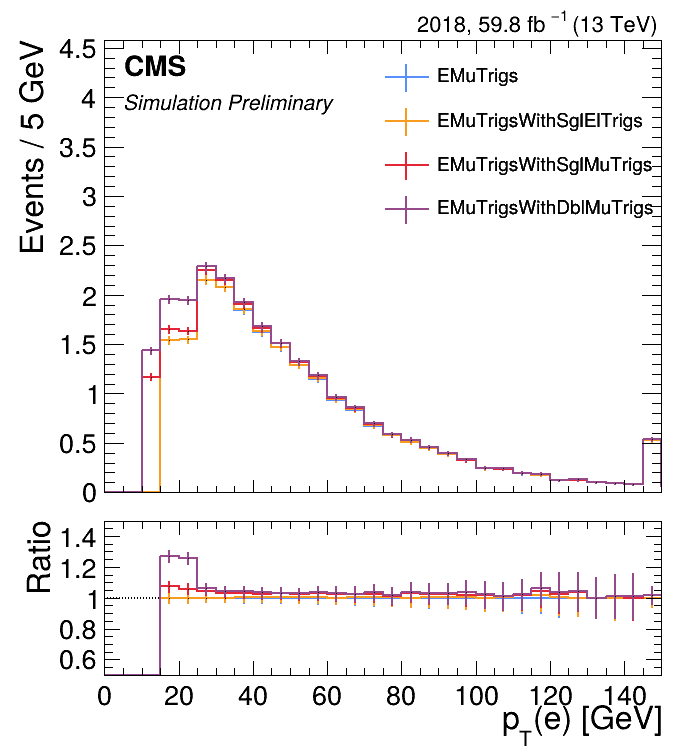 2018, 59.8 fb⁻¹ (13 TeV)
CMS
Simulation Preliminary
EMuTrigs
EMuTrigsWithSglElTrigs
EMuTrigsWithSglMuTrigs
EMuTrigsWithDblMuTrigs
Events / 5 GeV
4.5
4
3.5
3
2.5
2
1.5
1
0.5
0
Ratio
1.4
1.2
1
0.8
0.6
0 20 40 60 80 100 120 140
p_T(e) [GeV]